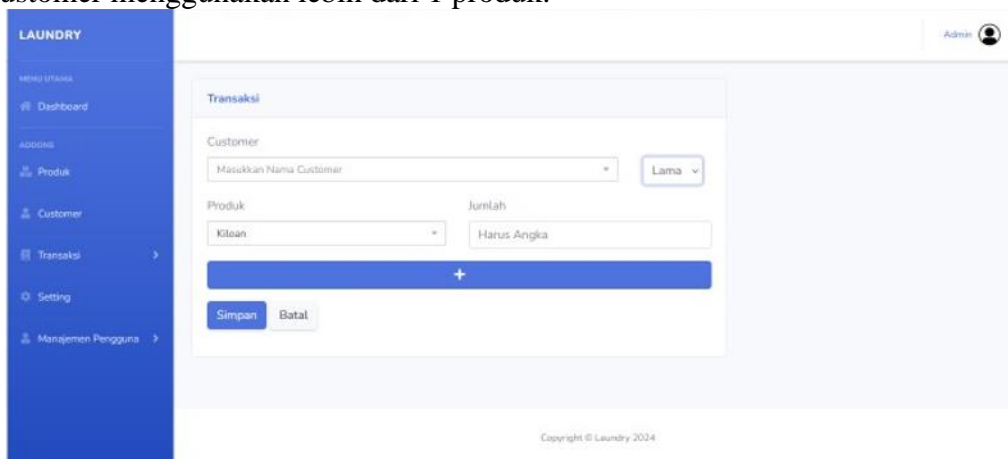 customer menggunakan lebih dari 1 produk.
LAUNDRY
Admin
MENU UTAMA
Dashboard
ADDONS
Produk
Customer
Transaksi
Setting
Manajemen Pengguna
Transaksi
Customer
Masukkan Nama Customer
Lama
Produk
Jumlah
Kiloan
Harus Angka
+
Simpan
Batal
Copyright © Laundry 2024